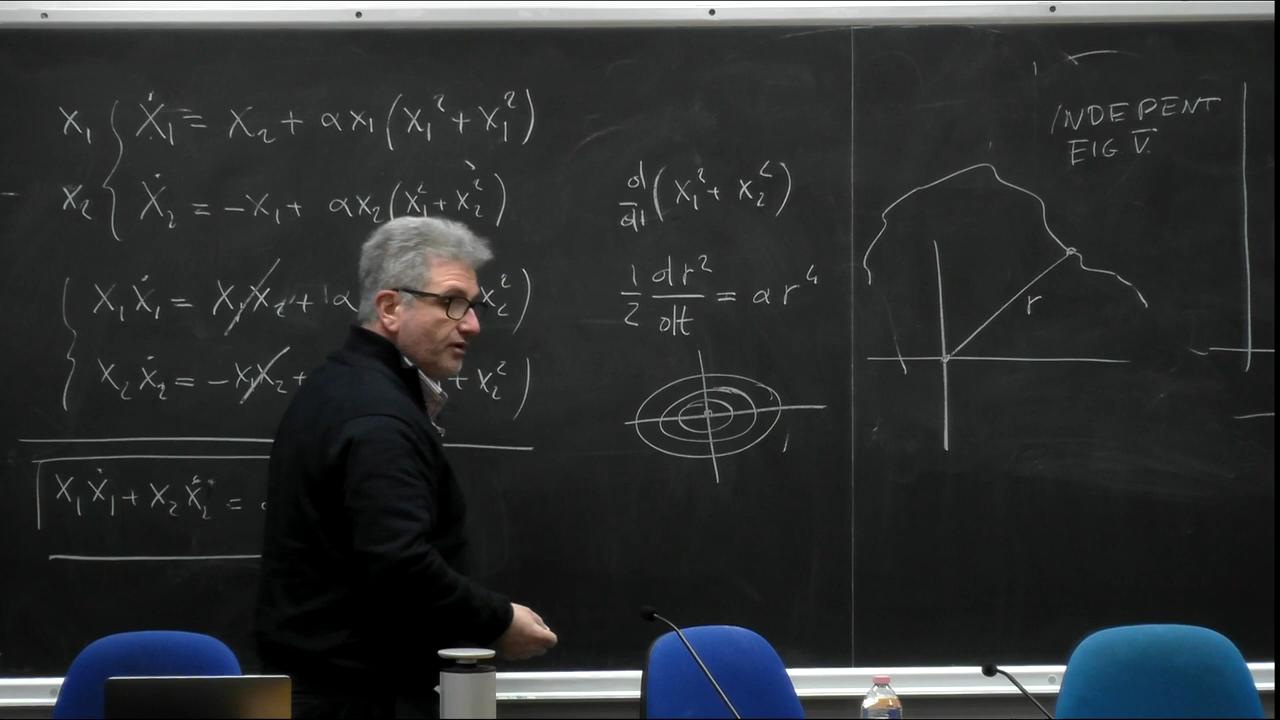 x₁ { ẋ₁ = x₂ + αx₁(x₁² + x₁²)
x₂ { ẋ₂ = -x₁ + αx₂(x₁² + x₂²)
x₁ẋ₁ = x₁x₂ + α x₂²)
x₂ẋ₂ = -x₁x₂ + + x₂²)
x₁ẋ₁ + x₂ẋ₂ =
d/dt (x₁² + x₂²)
1/2 dr²/dt = αr⁴
INDEPENT
EIG V.
r